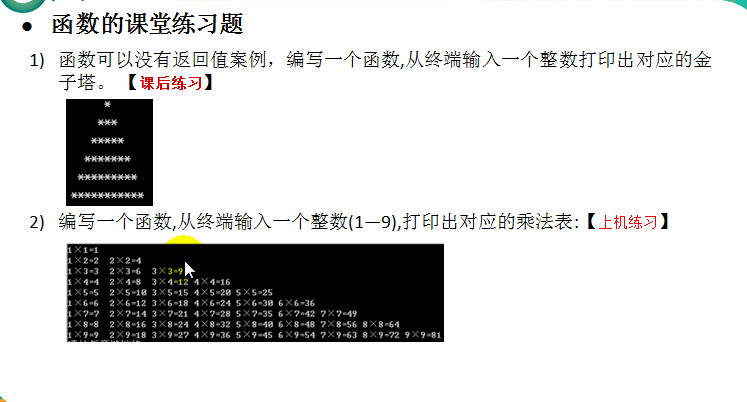 ● 函数的课堂练习题
1) 函数可以没有返回值案例，编写一个函数,从终端输入一个整数打印出对应的金
子塔。【课后练习】
*
***
*****
*******
*********
***********
2) 编写一个函数,从终端输入一个整数(1—9),打印出对应的乘法表:【上机练习】
1×1=1
1×2=2 2×2=4
1×3=3 2×3=6 3×3=9
1×4=4 2×4=8 3×4=12 4×4=16
1×5=5 2×5=10 3×5=15 4×5=20 5×5=25
1×6=6 2×6=12 3×6=18 4×6=24 5×6=30 6×6=36
1×7=7 2×7=14 3×7=21 4×7=28 5×7=35 6×7=42 7×7=49
1×8=8 2×8=16 3×8=24 4×8=32 5×8=40 6×8=48 7×8=56 8×8=64
1×9=9 2×9=18 3×9=27 4×9=36 5×9=45 6×9=54 7×9=63 8×9=72 9×9=81